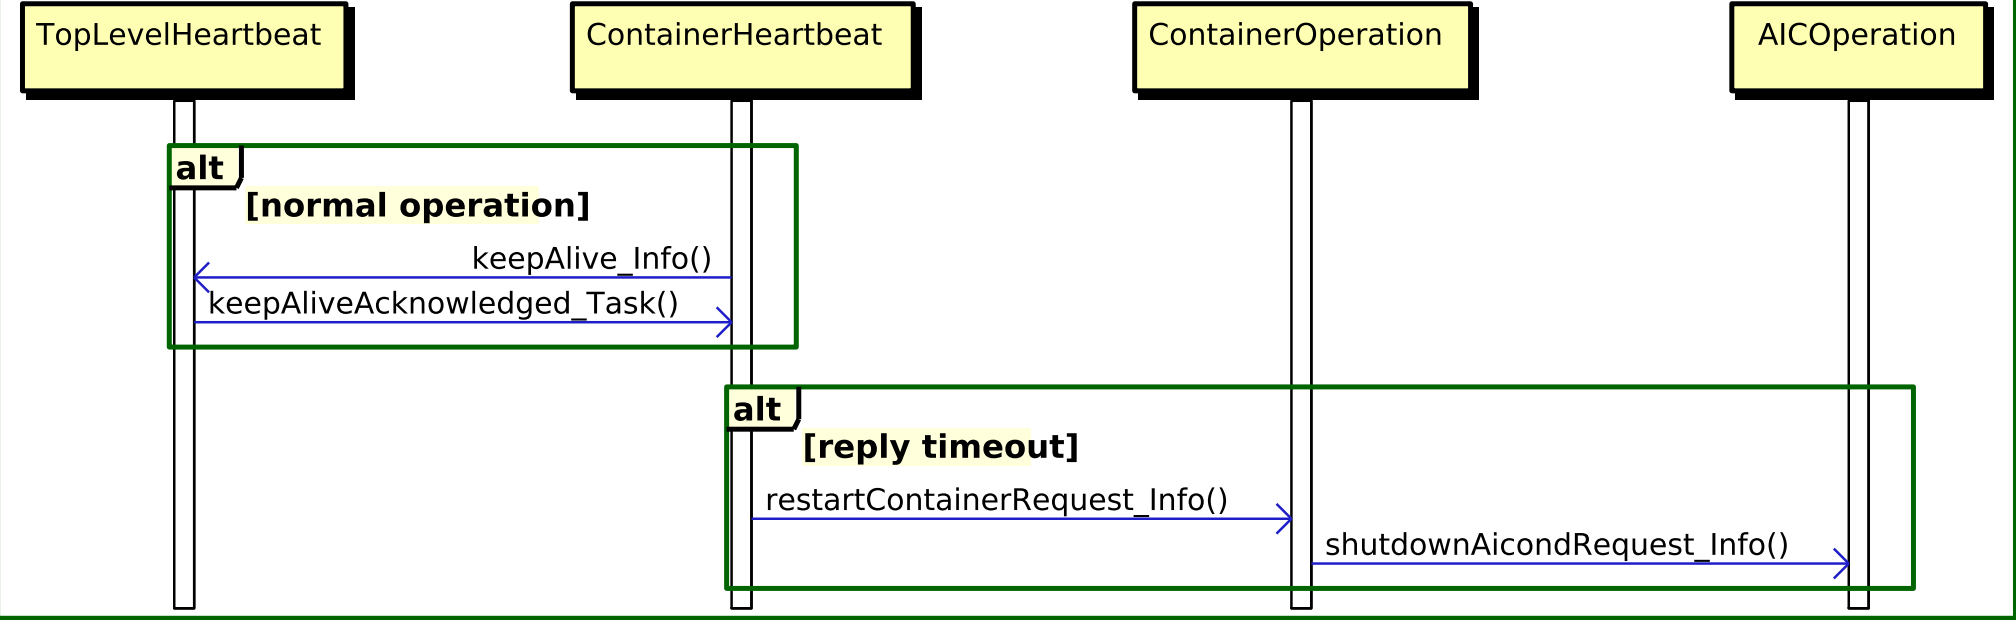 TopLevelHeartbeat
ContainerHeartbeat
ContainerOperation
AICOperation
alt
[normal operation]
keepAlive_Info()
keepAliveAcknowledged_Task()
alt
[reply timeout]
restartContainerRequest_Info()
shutdownAicondRequest_Info()